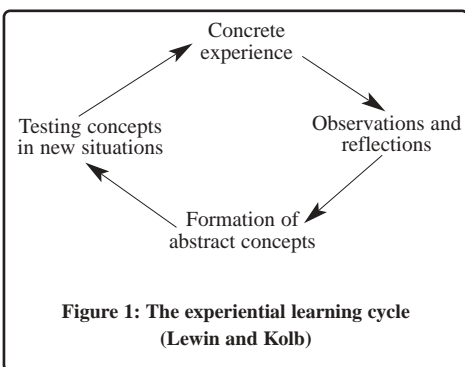 Concrete
experience
Observations and
reflections
Formation of
abstract concepts
Testing concepts
in new situations
Figure 1: The experiential learning cycle
(Lewin and Kolb)